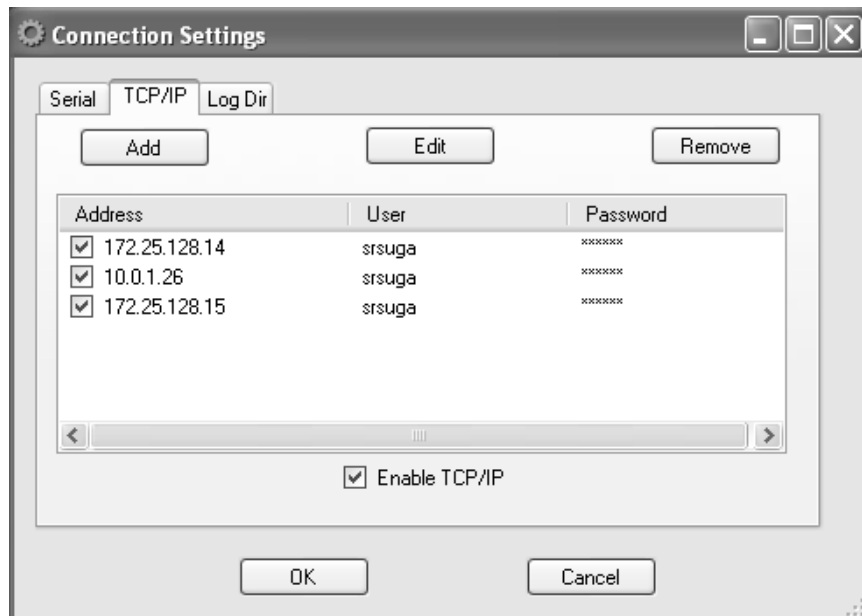 Connection Settings
Serial TCP/IP Log Dir
Add Edit Remove
Address User Password
172.25.128.14 srsuga ******
10.0.1.26 srsuga ******
172.25.128.15 srsuga ******
Enable TCP/IP
OK Cancel